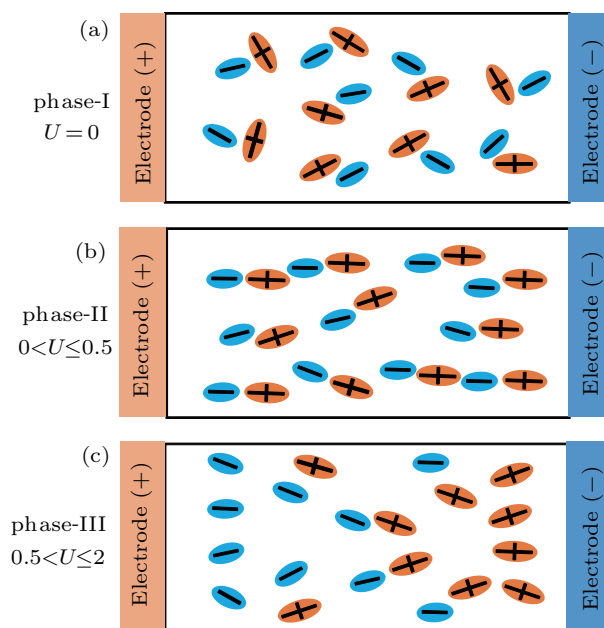 (a)
phase-I
U=0
Electrode (+)
Electrode (−)
(b)
phase-II
0<U≤0.5
Electrode (+)
Electrode (−)
(c)
phase-III
0.5<U≤2
Electrode (+)
Electrode (−)